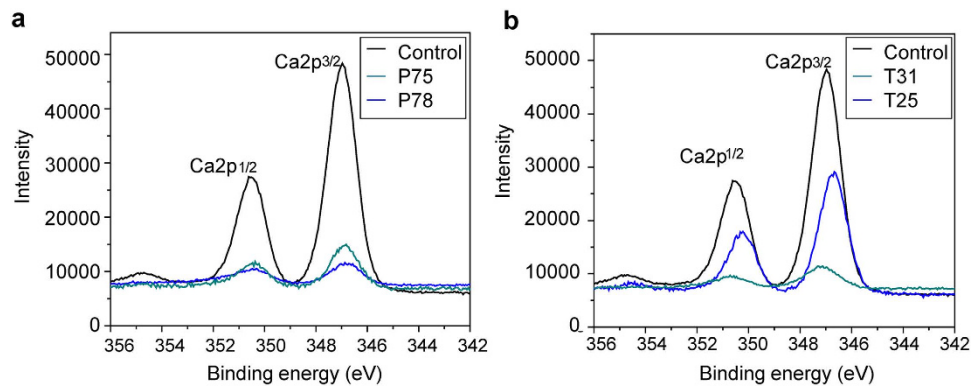 a
Intensity
50000
40000
30000
20000
10000
0
Ca2p1/2
Ca2p3/2
Control
P75
P78
356 354 352 350 348 346 344 342
Binding energy (eV)
b
Intensity
50000
40000
30000
20000
10000
0
Ca2p1/2
Ca2p3/2
Control
T31
T25
356 354 352 350 348 346 344 342
Binding energy (eV)